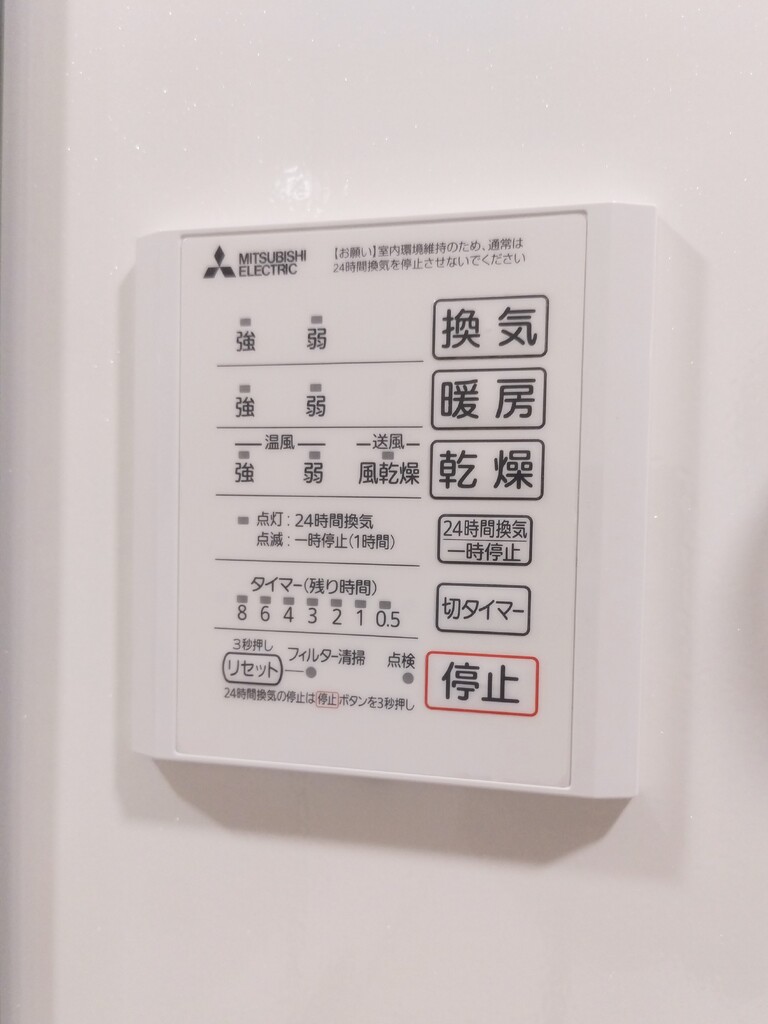 MITSUBISHI
ELECTRIC
【お願い】室内環境維持のため、通常は
24時間換気を停止させないでください
強 弱 換気
強 弱 暖房
温風 送風
強 弱 風乾燥 乾燥
点灯:24時間換気
点滅:一時停止(1時間)
24時間換気
一時停止
タイマー(残り時間)
8 6 4 3 2 1 0.5
切タイマー
3秒押し
リセット フィルター清掃 点検
24時間換気の停止は停止ボタンを3秒押し
停止